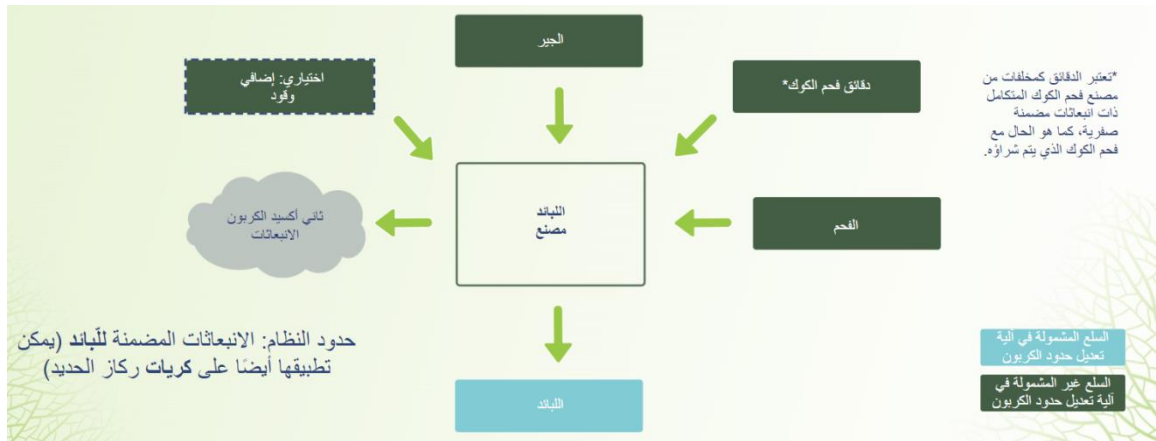 الجير
اختياري: إضافي
وقود
دقائق فحم الكوك*
*تعتبر الدقائق كمخلفات من
مصنع فحم الكوك المتكامل
ذات انبعاثات مضمنة
صفرية، كما هو الحال مع
فحم الكوك الذي يتم شراؤه.
ثاني أكسيد الكربون
الانبعاثات
اللبائد
مصنع
الفحم
حدود النظام: الانبعاثات المضمنة للّبائد (يمكن
تطبيقها أيضًا على كريات ركاز الحديد)
السلع المشمولة في آلية
تعديل حدود الكربون
اللبائد
السلع غير المشمولة في
آلية تعديل حدود الكربون